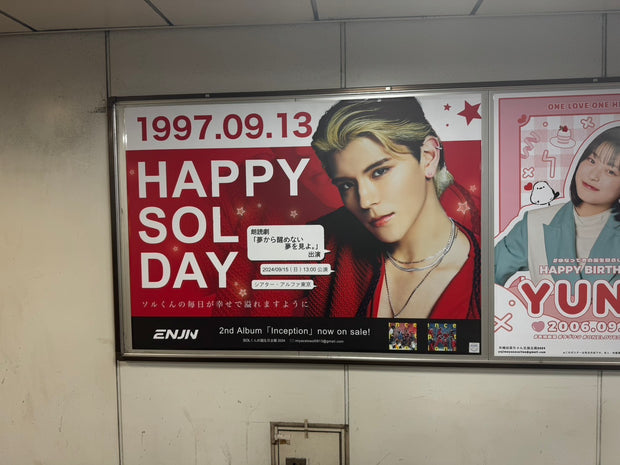 1997.09.13
HAPPY
SOL
DAY
朗読劇
「夢から醒めない
夢を見よ。」
出演
2024/09/15（日）13:00 公演
シアター・アルファ東京
ソルくんの毎日が幸せで溢れますように
ENJIN
2nd Album「Inception」now on sale!
ONE LOVE ONE H
HAPPY BIRTH
YUN
2006.09